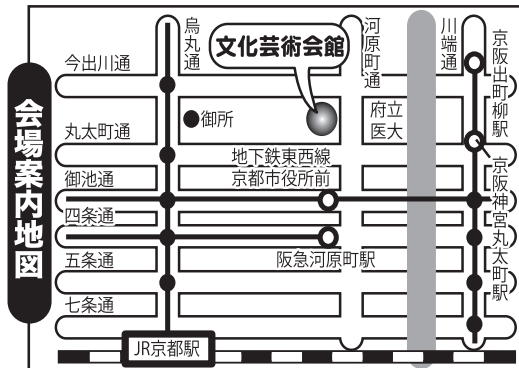 会場案内地図
烏丸通
河原町通
川端通
京阪出町柳駅
文化芸術会館
今出川通
御所
府立
医大
丸太町通
地下鉄東西線
京都市役所前
御池通
京阪神宮丸太町駅
四条通
阪急河原町駅
五条通
七条通
JR京都駅